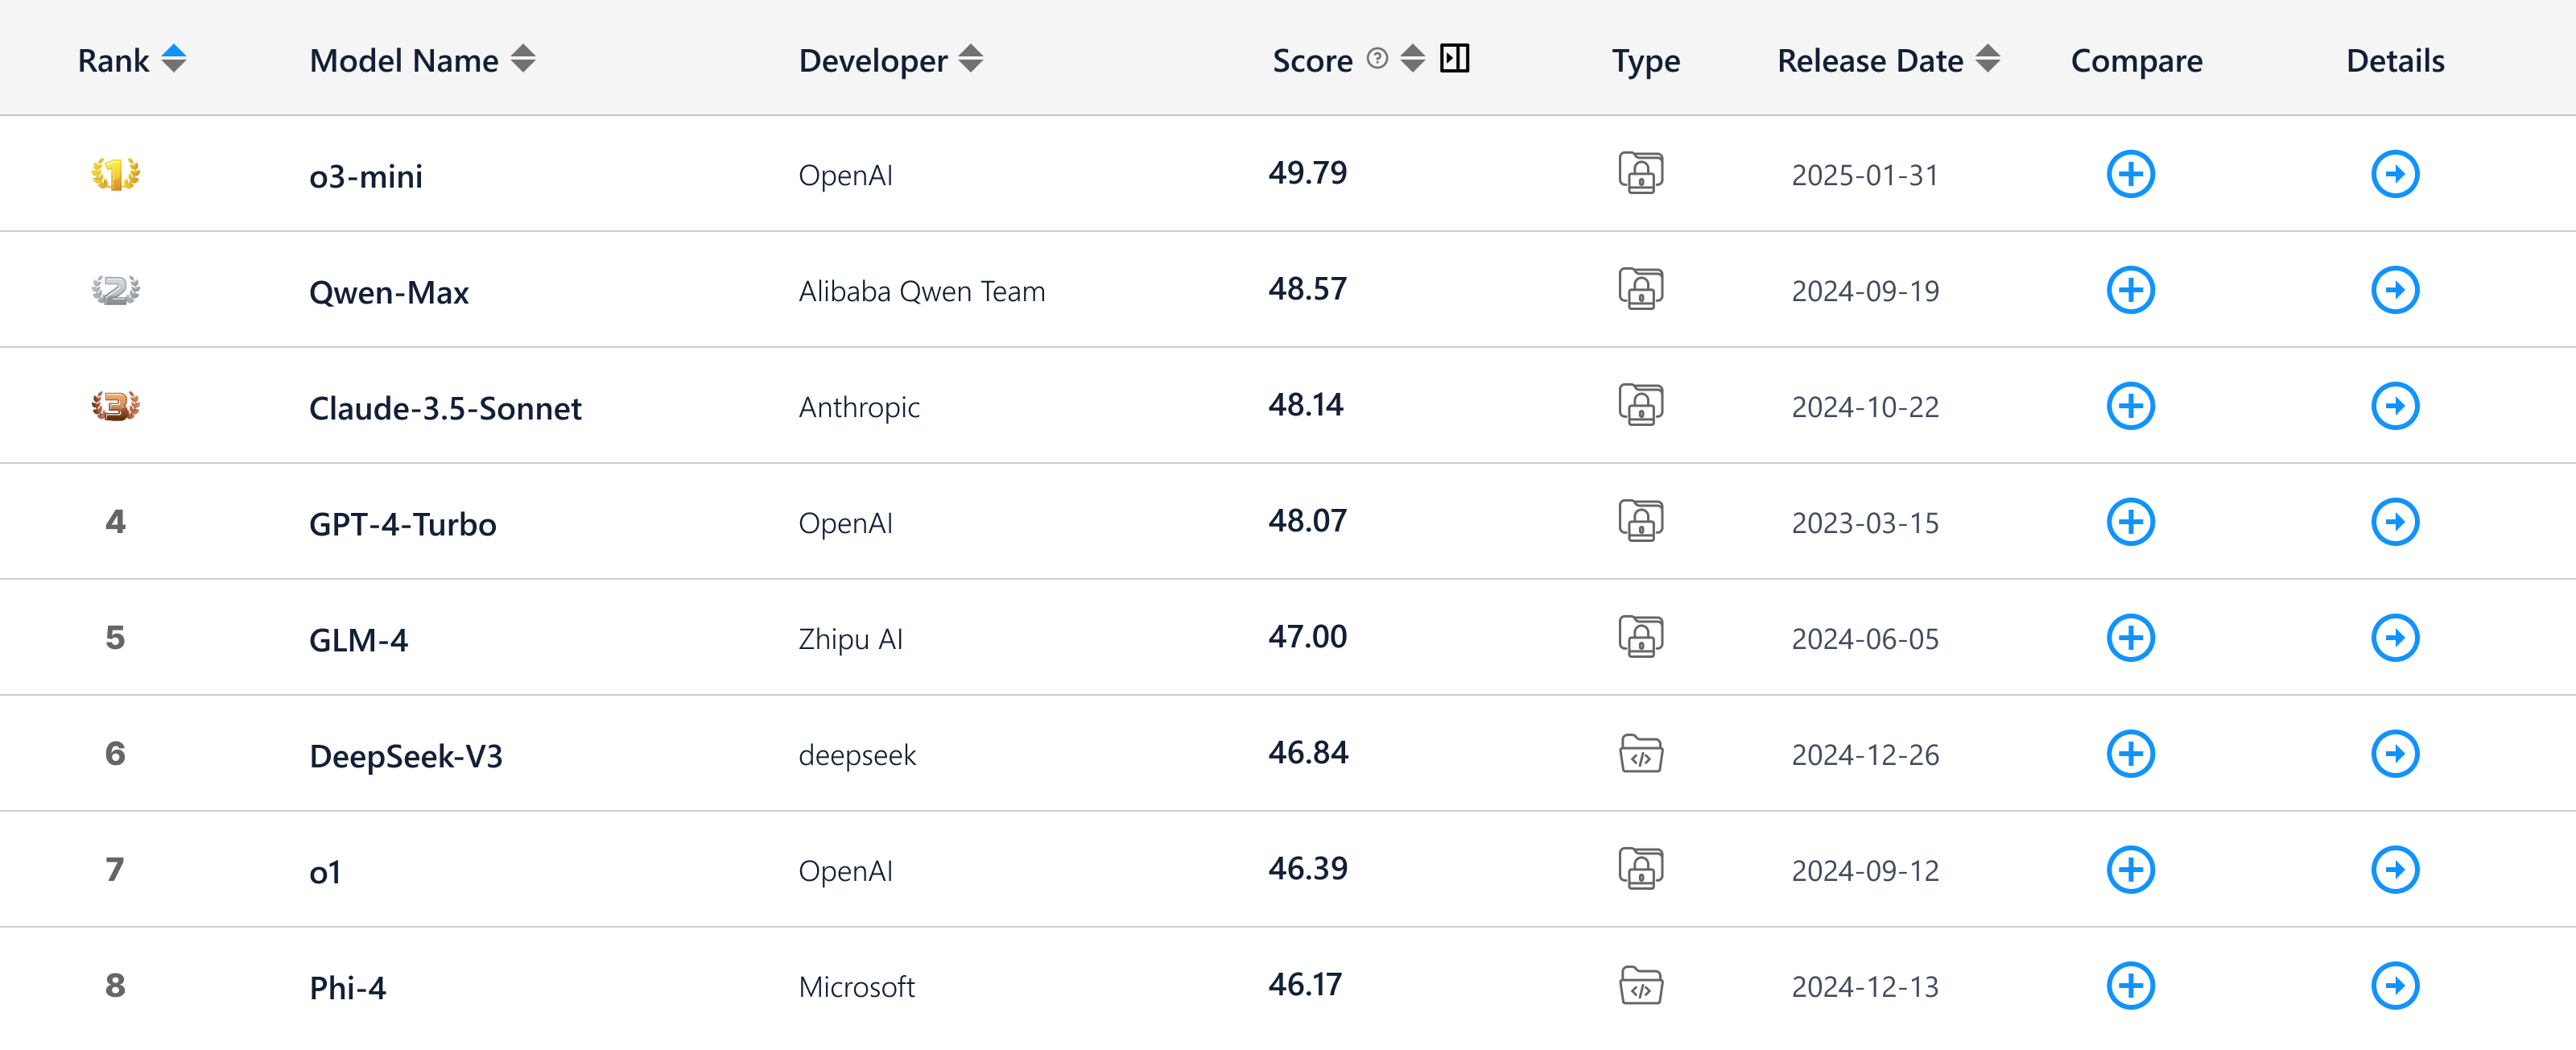 Rank Model Name Developer Score ? Type Release Date Compare Details
1 o3-mini OpenAI 49.79 2025-01-31
2 Qwen-Max Alibaba Qwen Team 48.57 2024-09-19
3 Claude-3.5-Sonnet Anthropic 48.14 2024-10-22
4 GPT-4-Turbo OpenAI 48.07 2023-03-15
5 GLM-4 Zhipu AI 47.00 2024-06-05
6 DeepSeek-V3 deepseek 46.84 </> 2024-12-26
7 o1 OpenAI 46.39 2024-09-12
8 Phi-4 Microsoft 46.17 </> 2024-12-13